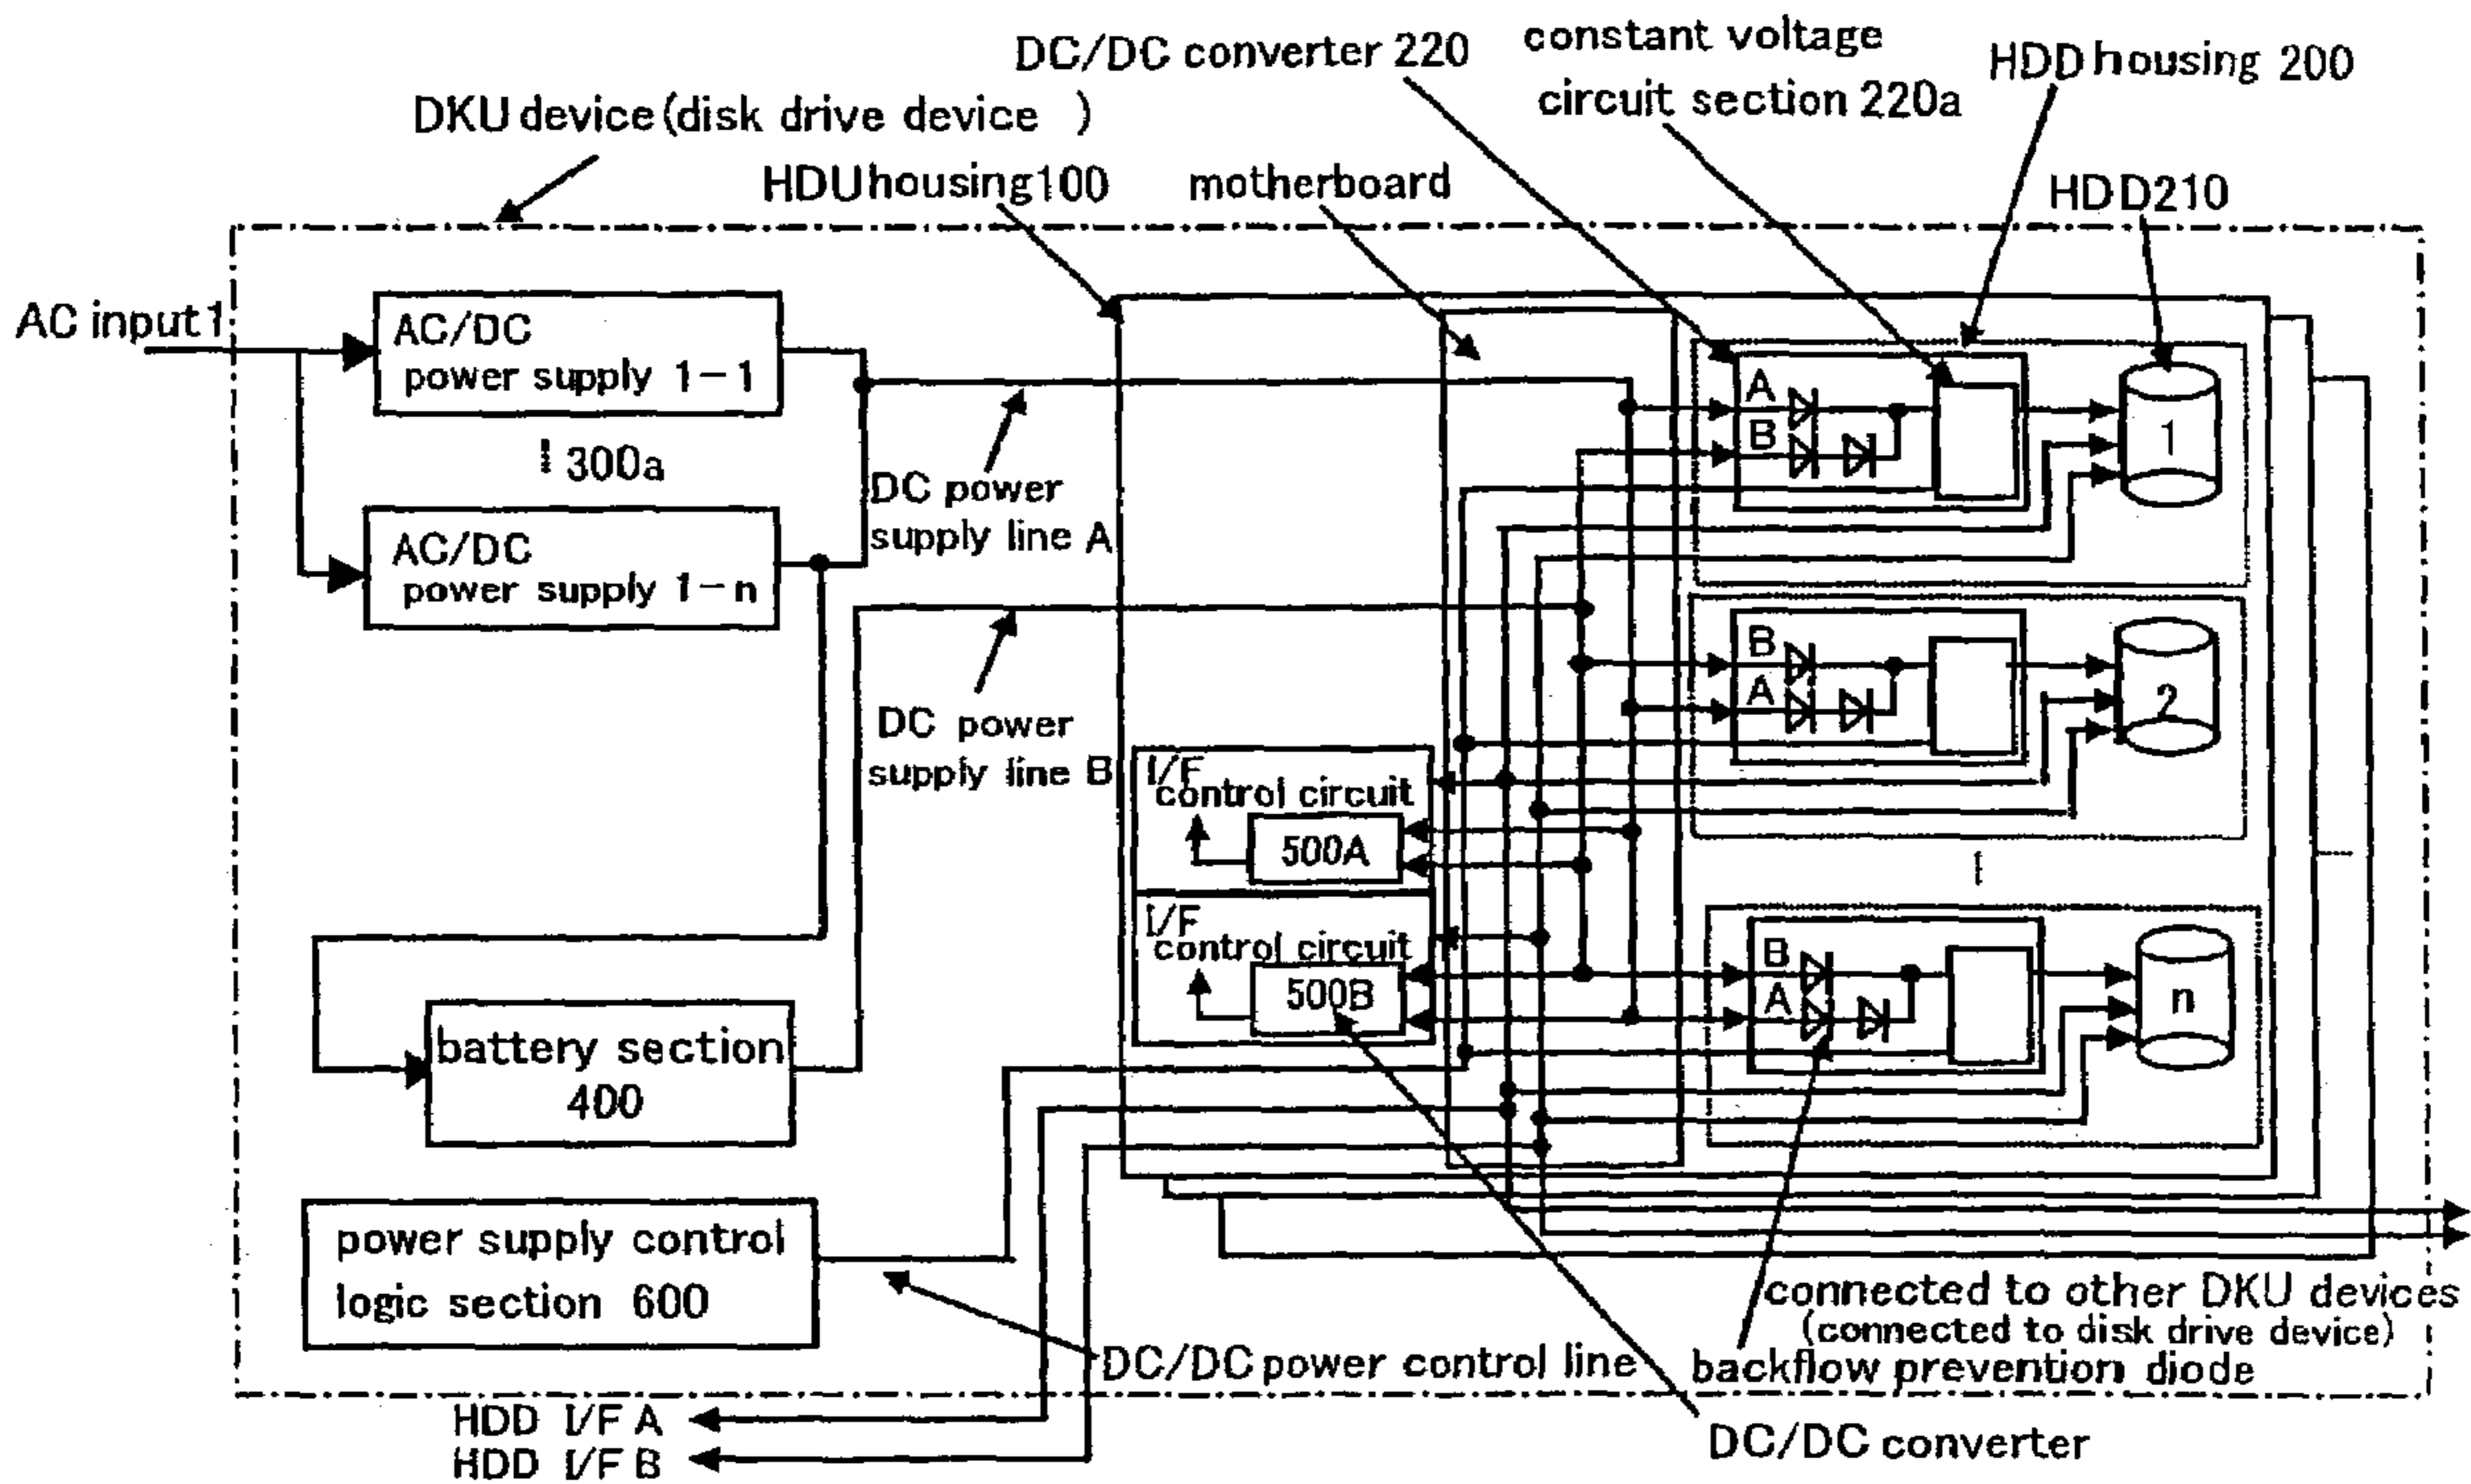 DC/DC converter 220
constant voltage
circuit section 220a
HDD housing 200
DKU device (disk drive device )
HDU housing 100
motherboard
HDD210
AC input1
AC/DC
power supply 1-1
300a
AC/DC
power supply 1-n
DC power
supply line A
DC power
supply line B
A
B
1
B
A
2
B
A
n
I/F
control circuit
500A
I/F
control circuit
500B
battery section
400
power supply control
logic section 600
connected to other DKU devices
(connected to disk drive device)
DC/DC power control line
backflow prevention diode
HDD I/F A
HDD I/F B
DC/DC converter